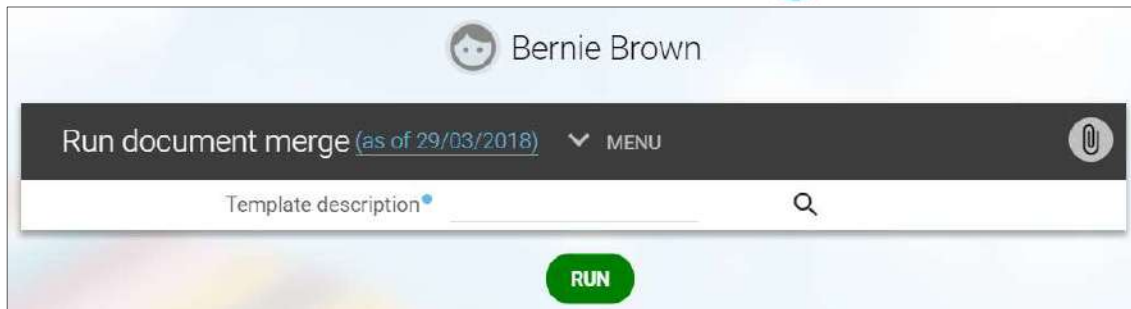 Bernie Brown
Run document merge (as of 29/03/2018) MENU
Template description
RUN